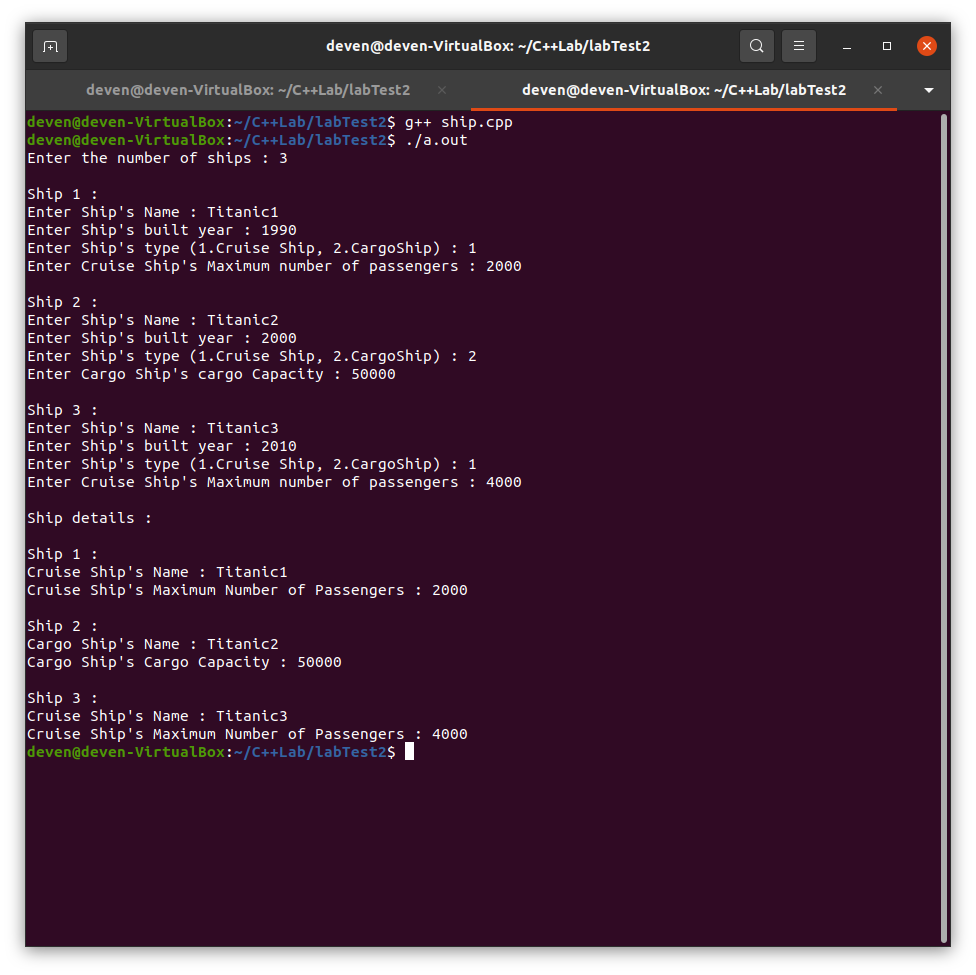 deven@deven-VirtualBox: ~/C++Lab/labTest2
deven@deven-VirtualBox: ~/C++Lab/labTest2 deven@deven-VirtualBox: ~/C++Lab/labTest2
deven@deven-VirtualBox:~/C++Lab/labTest2$ g++ ship.cpp
deven@deven-VirtualBox:~/C++Lab/labTest2$ ./a.out
Enter the number of ships : 3
Ship 1 :
Enter Ship's Name : Titanic1
Enter Ship's built year : 1990
Enter Ship's type (1.Cruise Ship, 2.CargoShip) : 1
Enter Cruise Ship's Maximum number of passengers : 2000
Ship 2 :
Enter Ship's Name : Titanic2
Enter Ship's built year : 2000
Enter Ship's type (1.Cruise Ship, 2.CargoShip) : 2
Enter Cargo Ship's cargo Capacity : 50000
Ship 3 :
Enter Ship's Name : Titanic3
Enter Ship's built year : 2010
Enter Ship's type (1.Cruise Ship, 2.CargoShip) : 1
Enter Cruise Ship's Maximum number of passengers : 4000
Ship details :
Ship 1 :
Cruise Ship's Name : Titanic1
Cruise Ship's Maximum Number of Passengers : 2000
Ship 2 :
Cargo Ship's Name : Titanic2
Cargo Ship's Cargo Capacity : 50000
Ship 3 :
Cruise Ship's Name : Titanic3
Cruise Ship's Maximum Number of Passengers : 4000
deven@deven-VirtualBox:~/C++Lab/labTest2$